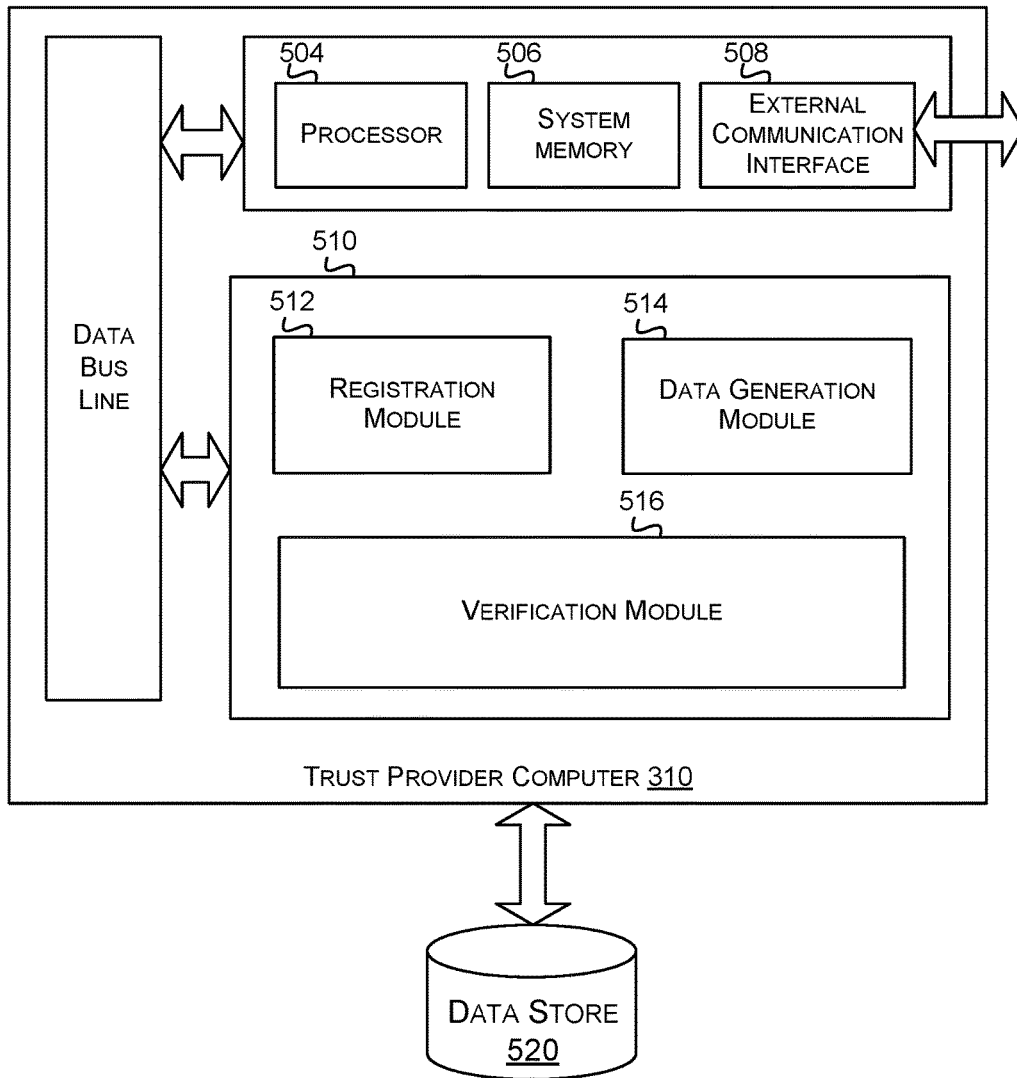 504
506
508
PROCESSOR
SYSTEM
MEMORY
EXTERNAL
COMMUNICATION
INTERFACE
DATA
BUS
LINE
510
512
514
REGISTRATION
MODULE
DATA GENERATION
MODULE
516
VERIFICATION MODULE
TRUST PROVIDER COMPUTER 310
DATA STORE
520